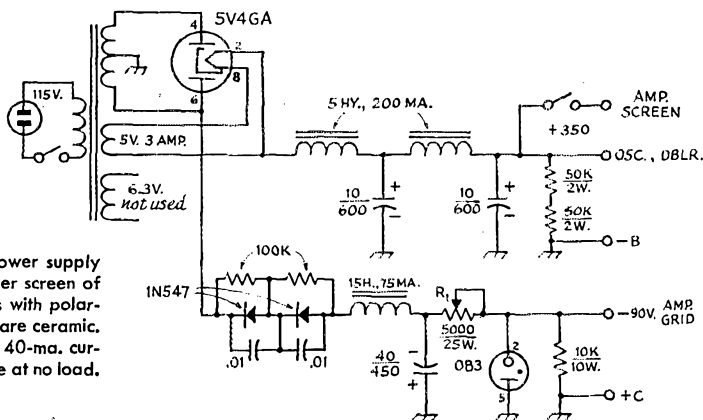 5V4GA
4
2
8
6
115V.
5V. 3 AMP.
6.3V.
not used
5 HY., 200 MA.
AMP.
SCREEN
+350
OSC., DBLR.
10
600
+
-
10
600
+
-
50K
2W.
50K
2W.
-B
ower supply
er screen of
s with polar-
are ceramic.
40-ma. cur-
e at no load.
100K
1N547
.01
.01
15H., 75MA.
R1
5000
25W.
40
450
-
+
0B3
2
5
-90V. AMP.
GRID
10K
10W.
+C